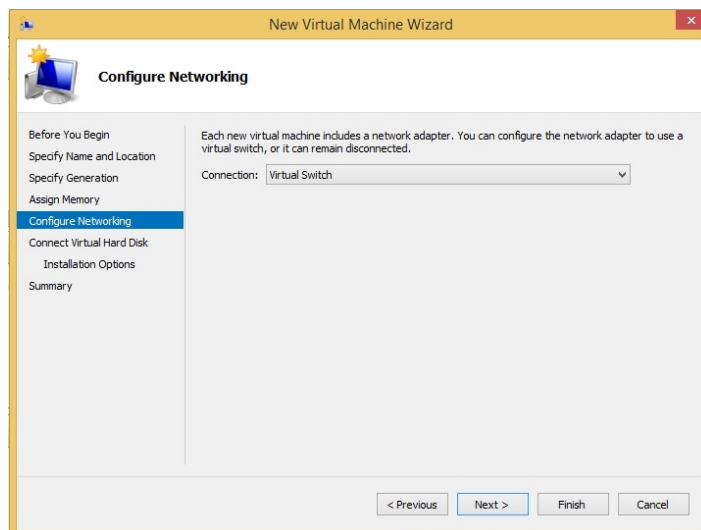 New Virtual Machine Wizard
Configure Networking
Before You Begin
Specify Name and Location
Specify Generation
Assign Memory
Configure Networking
Connect Virtual Hard Disk
Installation Options
Summary
Each new virtual machine includes a network adapter. You can configure the network adapter to use a
virtual switch, or it can remain disconnected.
Connection: Virtual Switch
< Previous Next > Finish Cancel